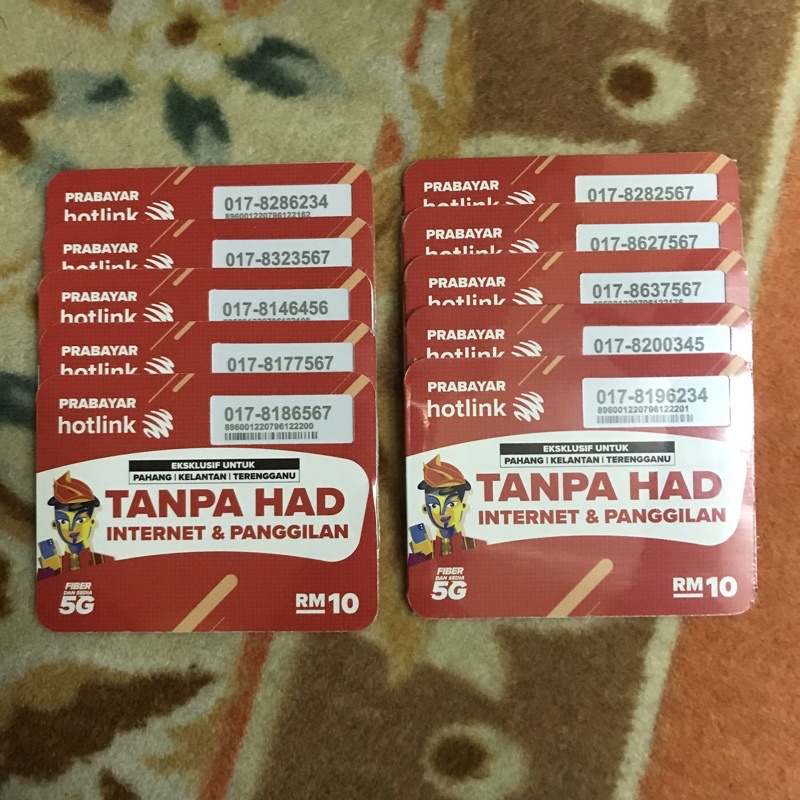 PRABAYAR
hotlink
017-8286234
896001220796122162
PRABAYAR
hotlink
017-8323567
PRABAYAR
hotlink
017-8146456
PRABAYAR
hotlink
017-8177567
PRABAYAR
hotlink
017-8186567
896001220796122200
EKSKLUSIF UNTUK
PAHANG | KELANTAN | TERENGGANU
TANPA HAD
INTERNET & PANGGILAN
FIBER
DAN SEDIA
5G
RM10
PRABAYAR
hotlink
017-8282567
PRABAYAR
hotlink
017-8627567
PRABAYAR
hotlink
017-8637567
PRABAYAR
hotlink
017-8200345
PRABAYAR
hotlink
017-8196234
896001220796122201
EKSKLUSIF UNTUK
PAHANG | KELANTAN | TERENGGANU
TANPA HAD
INTERNET & PANGGILAN
FIBER
DAN SEDIA
5G
RM10